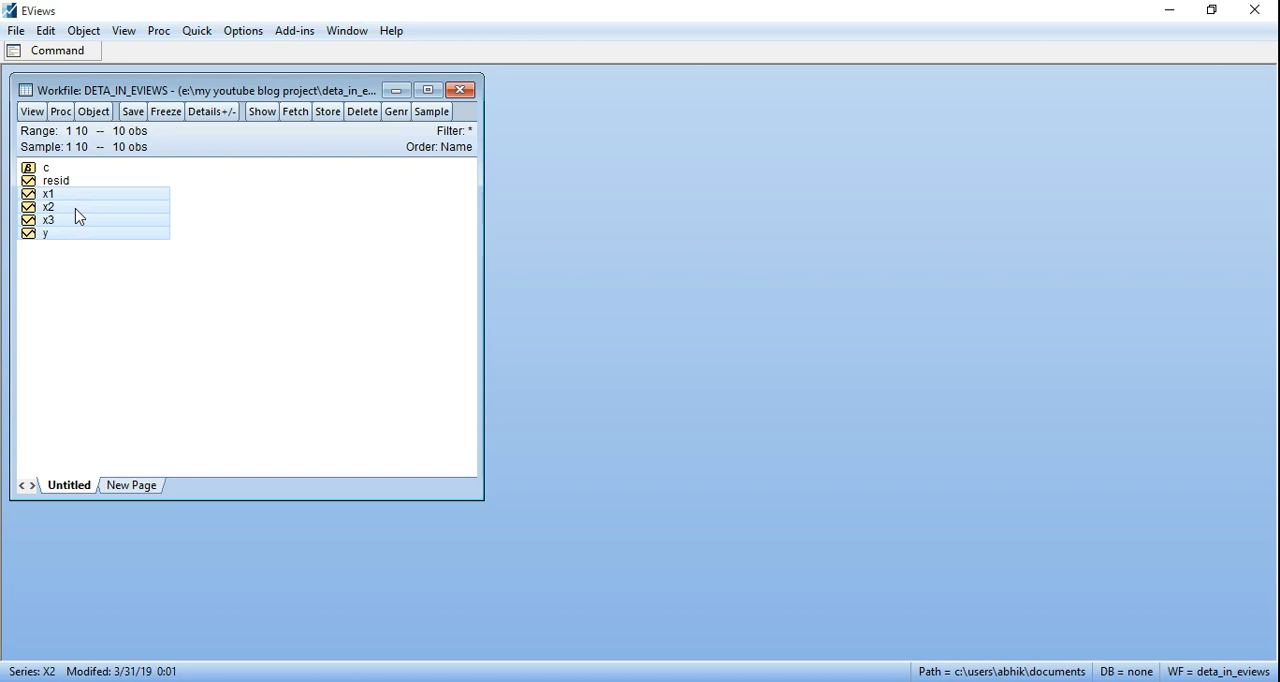 EViews
File Edit Object View Proc Quick Options Add-ins Window Help
Command
Workfile: DETA_IN_EVIEWS - (e:\my youtube blog project\deta_in_e...
View Proc Object Save Freeze Details+/- Show Fetch Store Delete Genr Sample
Range: 1 10 -- 10 obs Filter: *
Sample: 1 10 -- 10 obs Order: Name
β c
resid
x1
x2
x3
y
< > Untitled New Page
Series: X2 Modifed: 3/31/19 0:01 Path = c:\users\abhik\documents DB = none WF = deta_in_eviews